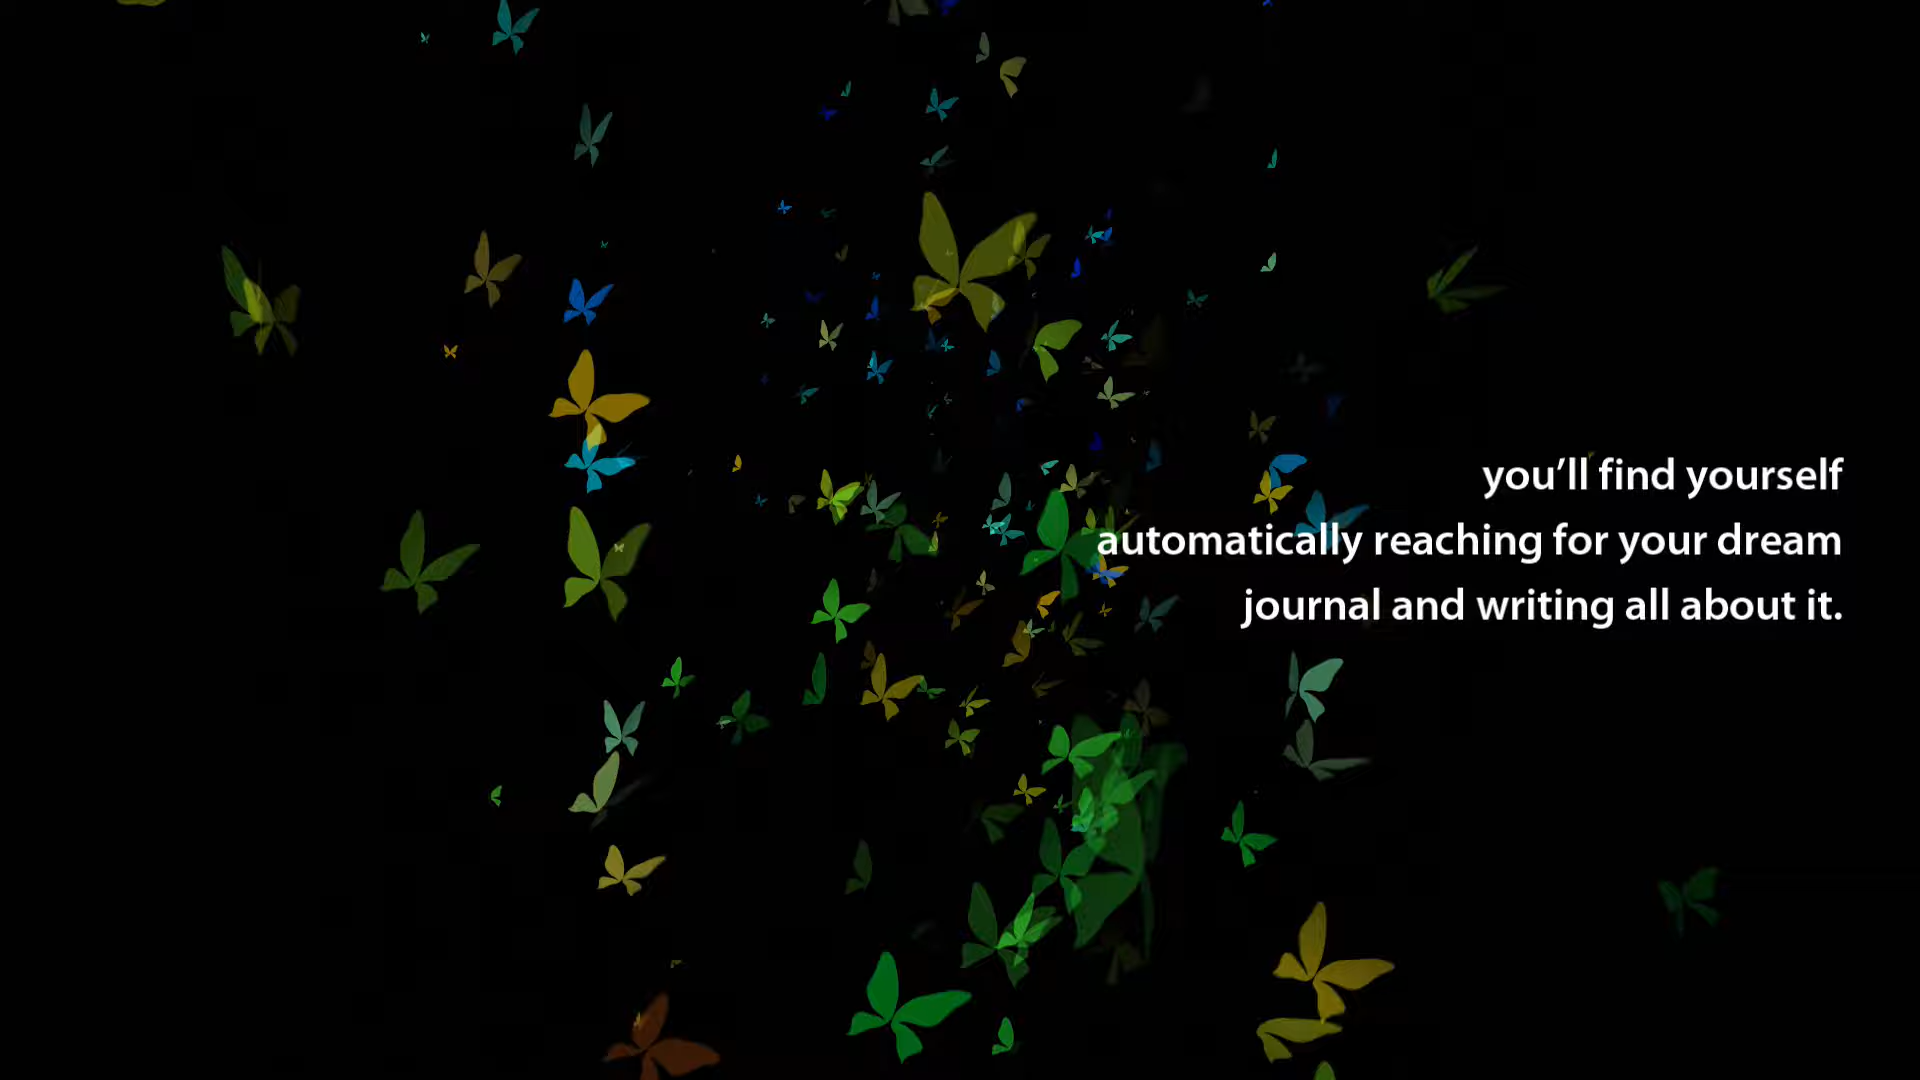 you’ll find yourself
automatically reaching for your dream
journal and writing all about it.